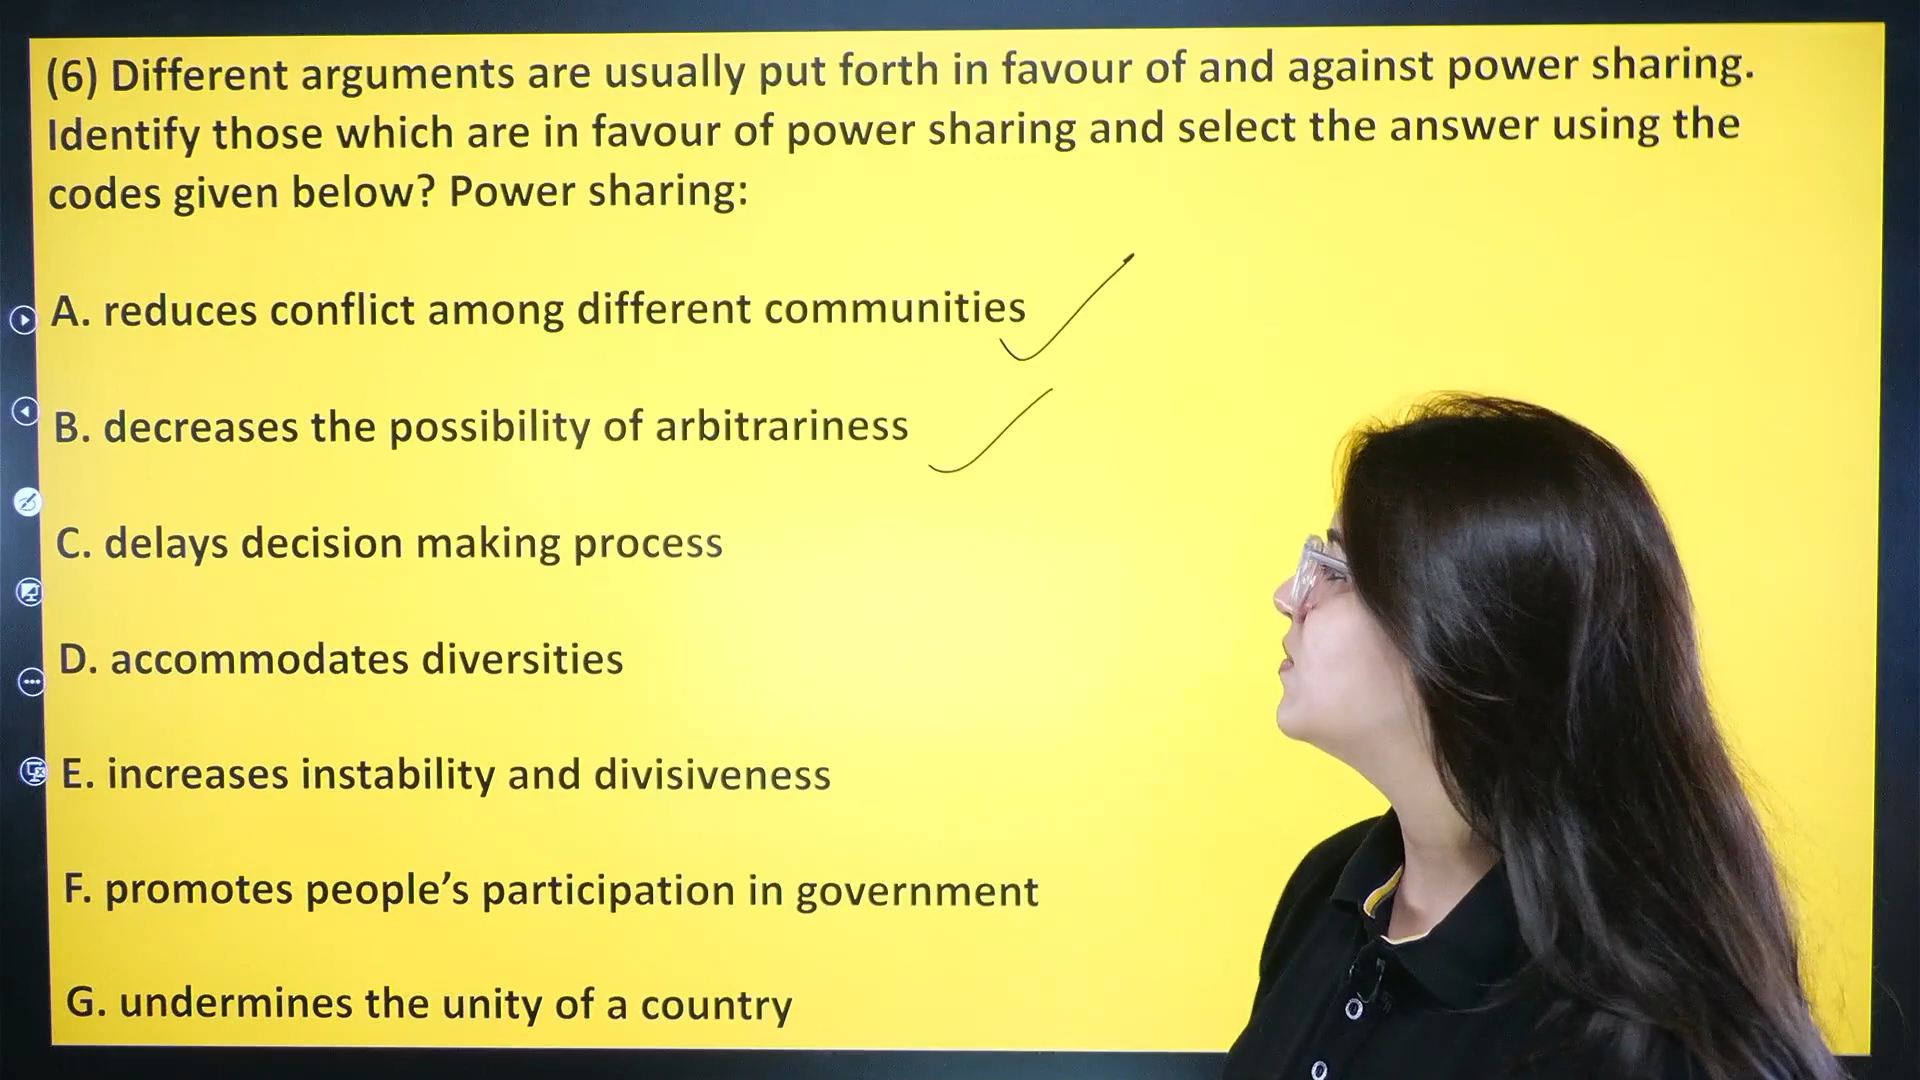 (6) Different arguments are usually put forth in favour of and against power sharing.
Identify those which are in favour of power sharing and select the answer using the
codes given below? Power sharing:
A. reduces conflict among different communities
B. decreases the possibility of arbitrariness
C. delays decision making process
D. accommodates diversities
E. increases instability and divisiveness
F. promotes people’s participation in government
G. undermines the unity of a country